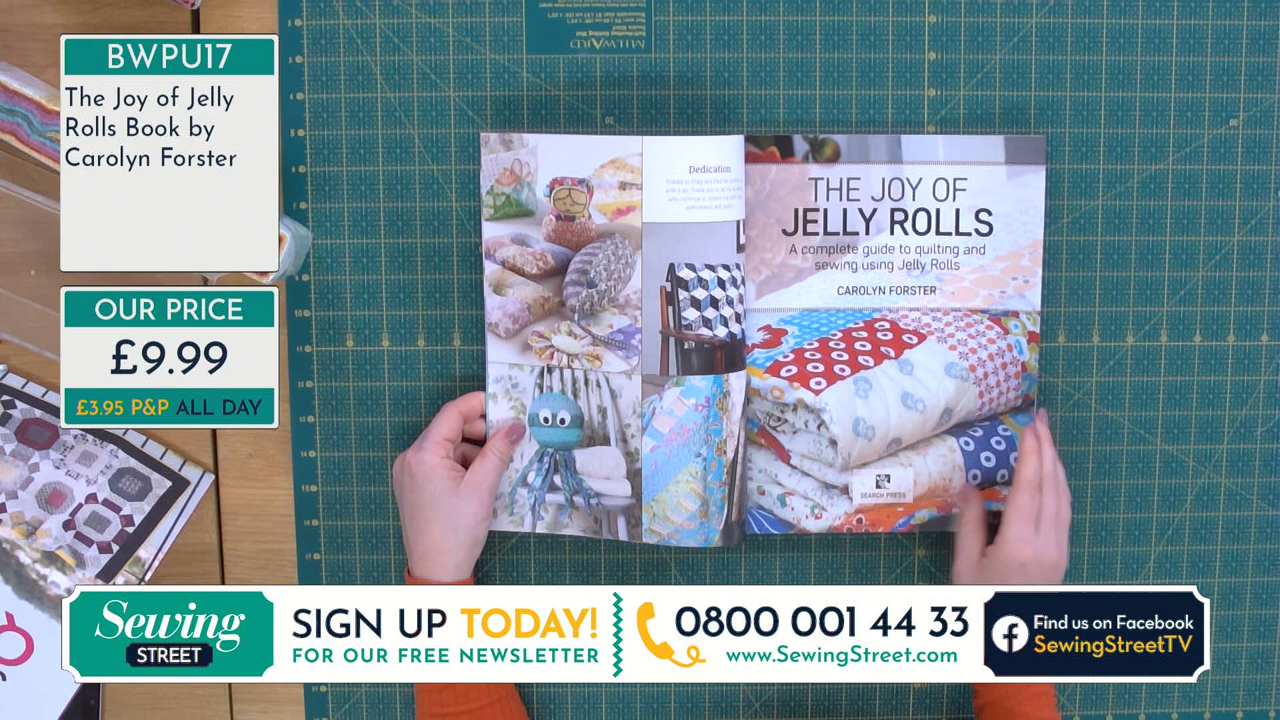 BWPU17
The Joy of Jelly
Rolls Book by
Carolyn Forster
OUR PRICE
£9.99
£3.95 P&P ALL DAY
MILWARD
Dedication
THE JOY OF
JELLY ROLLS
A complete guide to quilting and
sewing using Jelly Rolls
CAROLYN FORSTER
SEARCH PRESS
Sewing
STREET
SIGN UP TODAY!
FOR OUR FREE NEWSLETTER
0800 001 44 33
www.SewingStreet.com
Find us on Facebook
SewingStreetTV